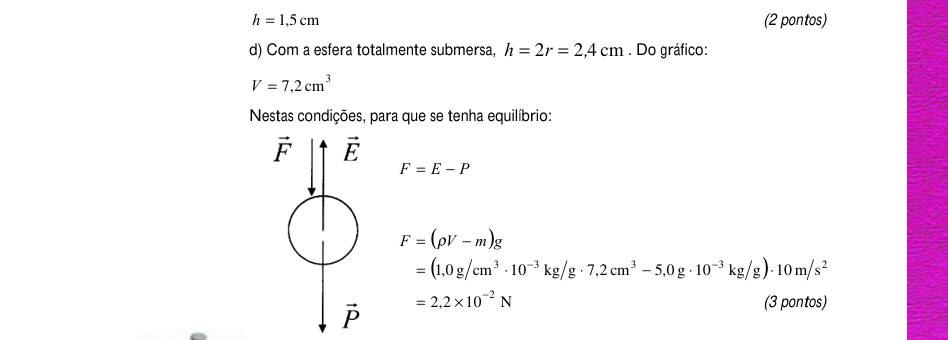 h = 1,5 cm (2 pontos)
d) Com a esfera totalmente submersa, h = 2r = 2,4 cm . Do gráfico:
V = 7,2 cm³
Nestas condições, para que se tenha equilíbrio:
F⃗ E⃗
F = E − P
F = (ρV − m)g
= (1,0 g/cm³ · 10⁻³ kg/g · 7,2 cm³ − 5,0 g · 10⁻³ kg/g) · 10 m/s²
= 2,2 × 10⁻² N (3 pontos)
P⃗